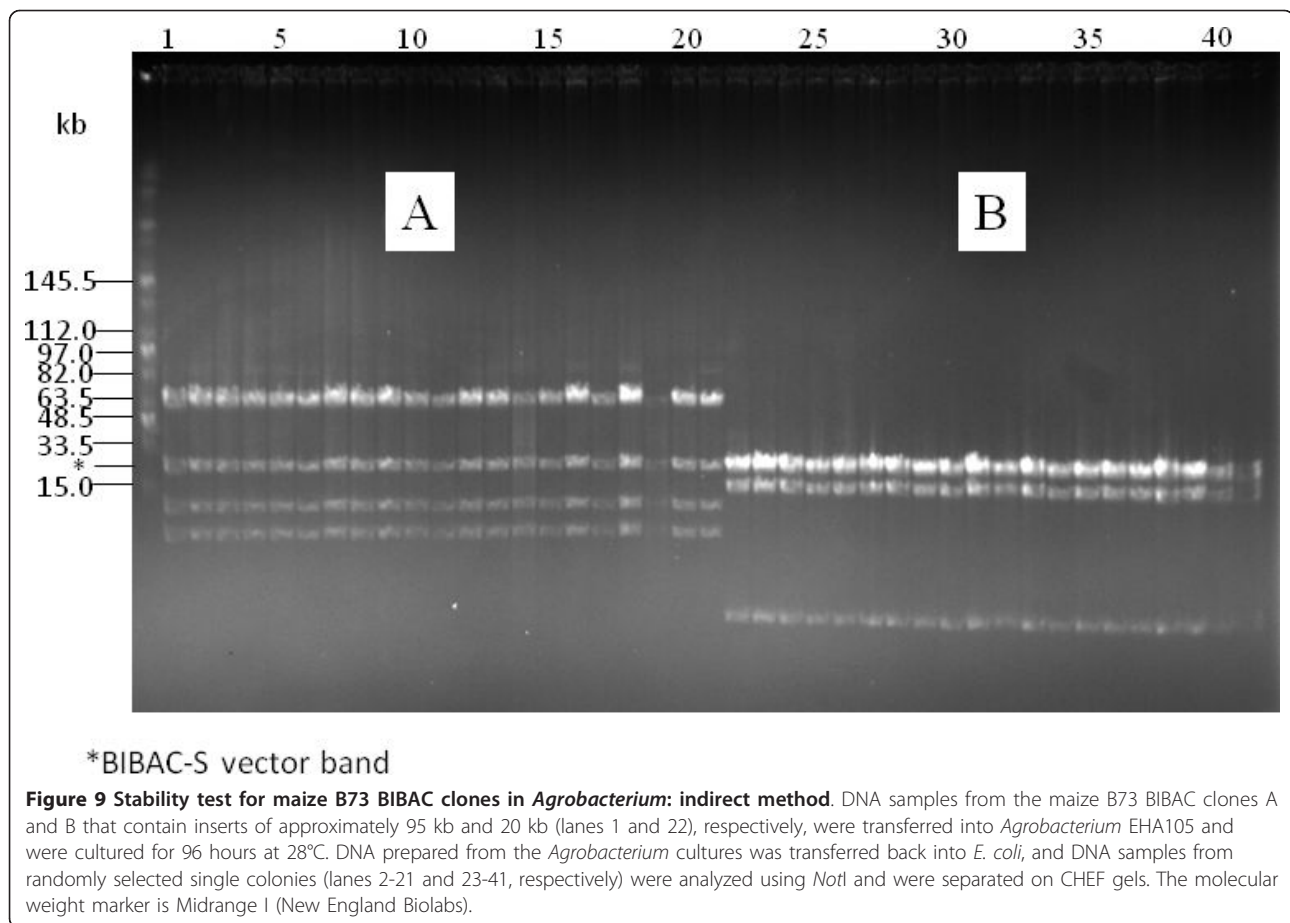 1 5 10 15 20 25 30 35 40
kb
A B
145.5
112.0
97.0
82.0
63.5
48.5
33.5
*
15.0
*BIBAC-S vector band
Figure 9 Stability test for maize B73 BIBAC clones in Agrobacterium: indirect method. DNA samples from the maize B73 BIBAC clones A
and B that contain inserts of approximately 95 kb and 20 kb (lanes 1 and 22), respectively, were transferred into Agrobacterium EHA105 and
were cultured for 96 hours at 28°C. DNA prepared from the Agrobacterium cultures was transferred back into E. coli, and DNA samples from
randomly selected single colonies (lanes 2-21 and 23-41, respectively) were analyzed using NotI and were separated on CHEF gels. The molecular
weight marker is Midrange I (New England Biolabs).